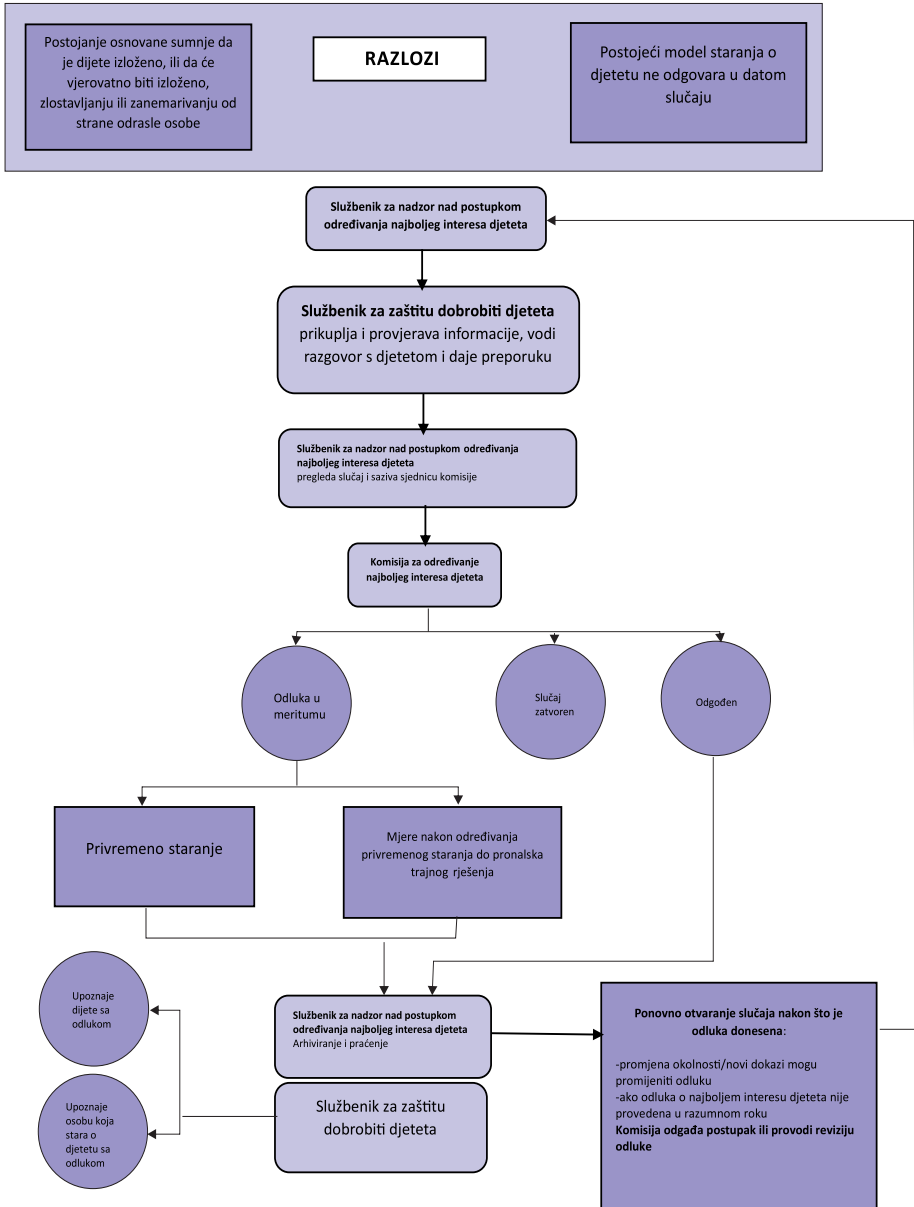 Postojanje osnovane sumnje da
je dijete izloženo, ili da će
vjerovatno biti izloženo,
zlostavljanju ili zanemarivanju od
strane odrasle osobe
RAZLOZI
Postojeći model staranja o
djetetu ne odgovara u datom
slučaju
Službenik za nadzor nad postupkom
određivanja najboljeg interesa djeteta
Službenik za zaštitu dobrobiti djeteta
prikuplja i provjerava informacije, vodi
razgovor s djetetom i daje preporuku
Službenik za nadzor nad postupkom određivanja
najboljeg interesa djeteta
pregleda slučaj i saziva sjednicu komisije
Komisija za određivanje
najboljeg interesa djeteta
Odluka u
meritumu
Slučaj
zatvoren
Odgođen
Privremeno staranje
Mjere nakon određivanja
privremenog staranja do pronalska
trajnog rješenja
Upoznaje
dijete sa
odlukom
Službenik za nadzor nad postupkom
određivanja najboljeg interesa djeteta
Arhiviranje i praćenje
Ponovno otvaranje slučaja nakon što je
odluka donesena:
-promjena okolnosti/novi dokazi mogu
promijeniti odluku
-ako odluka o najboljem interesu djeteta nije
provedena u razumnom roku
Komisija odgađa postupak ili provodi reviziju
odluke
Upoznaje
osobu koja
stara o
djetetu sa
odlukom
Službenik za zaštitu
dobrobiti djeteta